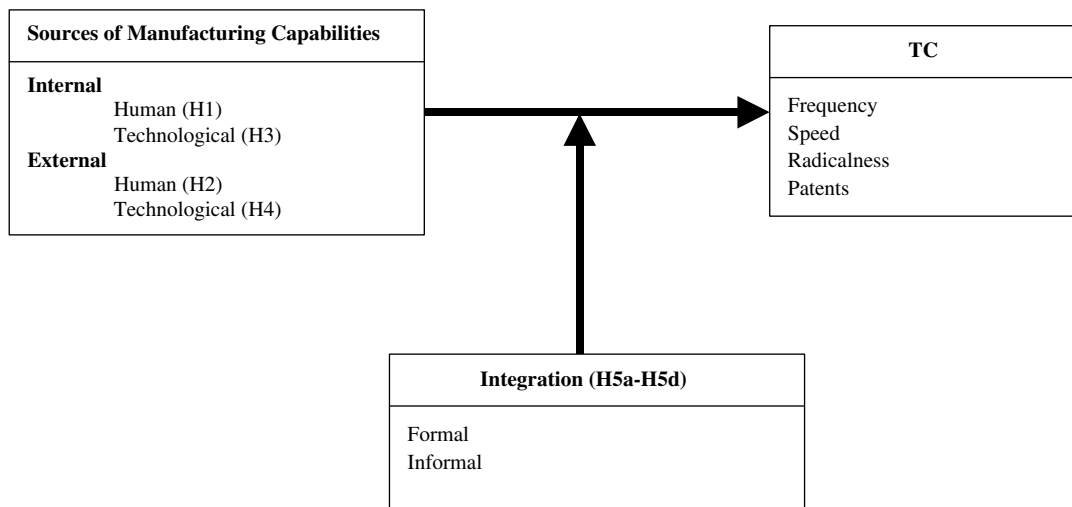 Sources of Manufacturing Capabilities
Internal
Human (H1)
Technological (H3)
External
Human (H2)
Technological (H4)
TC
Frequency
Speed
Radicalness
Patents
Integration (H5a-H5d)
Formal
Informal